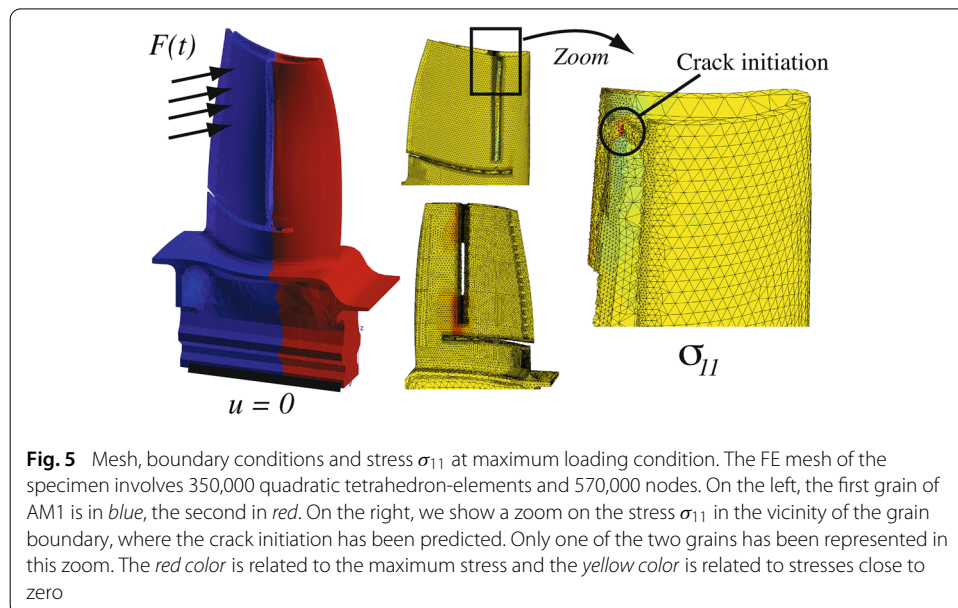 F(t)
Zoom
Crack initiation
z
u = 0
σ11
Fig. 5 Mesh, boundary conditions and stress σ11 at maximum loading condition. The FE mesh of the
specimen involves 350,000 quadratic tetrahedron-elements and 570,000 nodes. On the left, the first grain of
AM1 is in blue, the second in red. On the right, we show a zoom on the stress σ11 in the vicinity of the grain
boundary, where the crack initiation has been predicted. Only one of the two grains has been represented in
this zoom. The red color is related to the maximum stress and the yellow color is related to stresses close to
zero